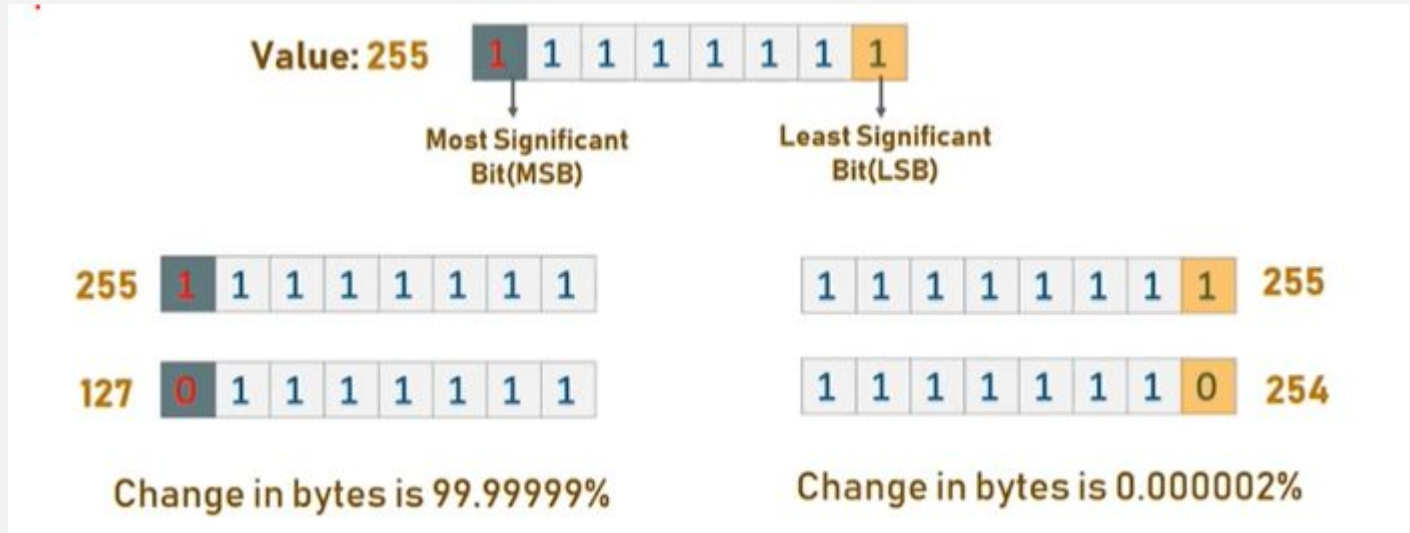 Value: 255 1 1 1 1 1 1 1 1
Most Significant
Bit(MSB)
Least Significant
Bit(LSB)
255 1 1 1 1 1 1 1 1
127 0 1 1 1 1 1 1 1
Change in bytes is 99.99999%
1 1 1 1 1 1 1 1 255
1 1 1 1 1 1 1 0 254
Change in bytes is 0.000002%